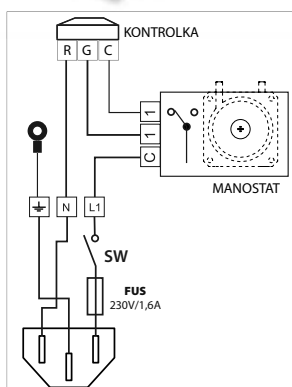 KONTROLKA
R G C
1
1
C
MANOSTAT
N L1
SW
FUS
230V/1,6A